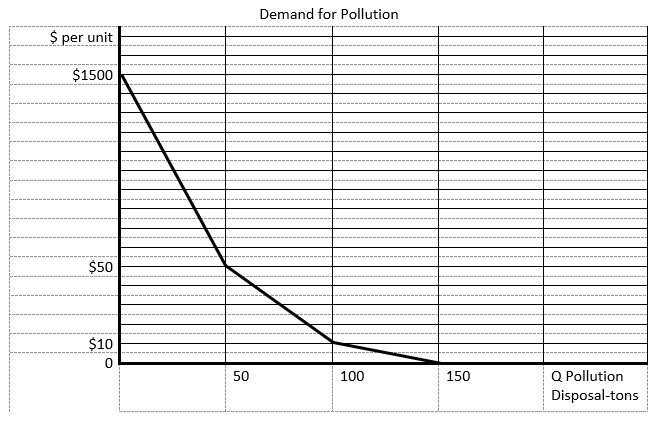 Demand for Pollution
$ per unit
$1500
$50
$10
0
50
100
150
Q Pollution
Disposal-tons